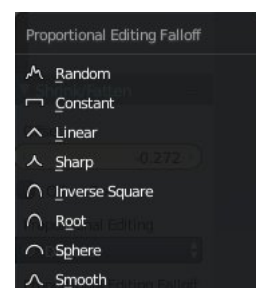 Proportional Editing Falloff
Random
Constant
Linear
Sharp
Inverse Square
Root
Sphere
Smooth